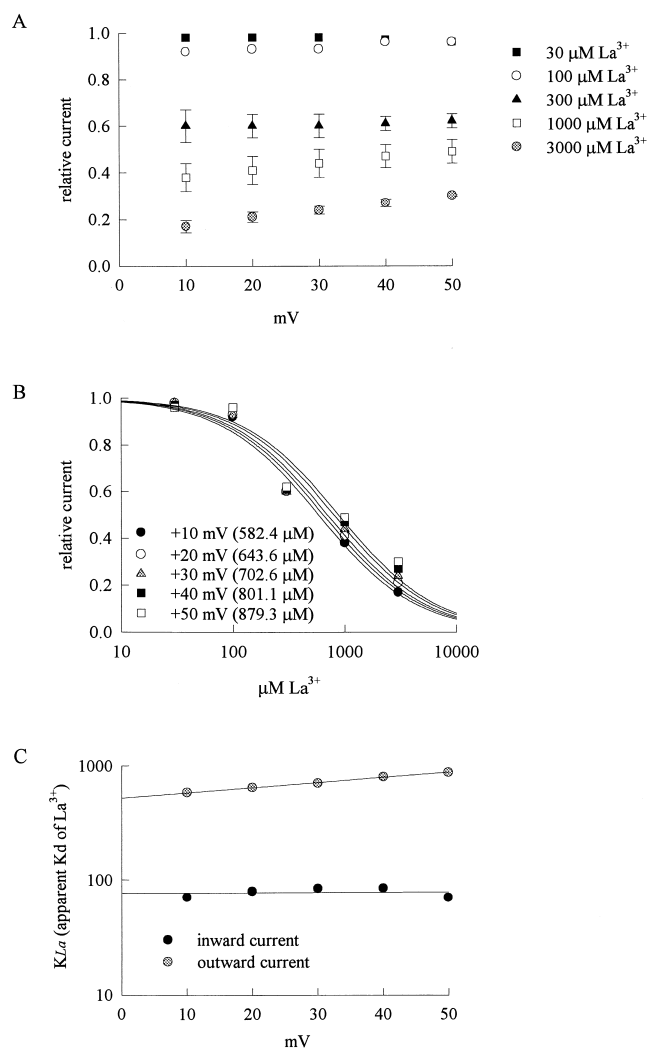 A
1.0
0.8
0.6
0.4
0.2
0.0
relative current
0 10 20 30 40 50
mV
30 μM La³⁺
100 μM La³⁺
300 μM La³⁺
1000 μM La³⁺
3000 μM La³⁺
B
1.0
0.8
0.6
0.4
0.2
0.0
relative current
+10 mV (582.4 μM)
+20 mV (643.6 μM)
+30 mV (702.6 μM)
+40 mV (801.1 μM)
+50 mV (879.3 μM)
10 100 1000 10000
μM La³⁺
C
1000
100
10
KLa (apparent Kd of La³⁺)
inward current
outward current
0 10 20 30 40 50
mV